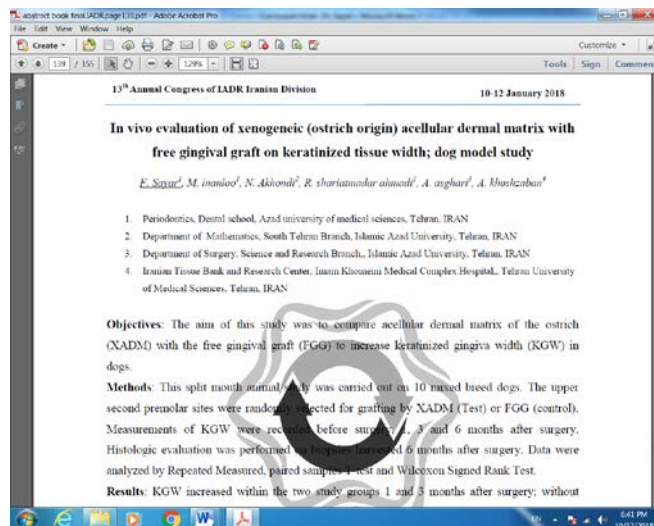 abstract book final.IADR.page139.pdf - Adobe Acrobat Pro
File Edit View Window Help
Create
Customize
139 / 155
129%
Tools Sign Comment
13th Annual Congress of IADR Iranian Division
10-12 January 2018
In vivo evaluation of xenogeneic (ostrich origin) acellular dermal matrix with
free gingival graft on keratinized tissue width; dog model study
F. Sayar1, M. inanloo1, N. Akhondi2, R. shariatmadar ahmadi1, A. asghari3, A. khoshzaban4
1. Periodontics, Dental school, Azad university of medical sciences, Tehran, IRAN
2. Department of Mathematics, South Tehran Branch, Islamic Azad University, Tehran, IRAN
3. Department of Surgery, Science and Research Branch,, Islamic Azad University, Tehran, IRAN
4. Iranian Tissue Bank and Research Center, Imam Khomeini Medical Complex Hospital,, Tehran University
of Medical Sciences, Tehran, IRAN
Objectives: The aim of this study was to compare acellular dermal matrix of the ostrich
(XADM) with the free gingival graft (FGG) to increase keratinized gingiva width (KGW) in
dogs.
Methods: This split mouth animal study was carried out on 10 mixed breed dogs. The upper
second premolar sites were randomly selected for grafting by XADM (Test) or FGG (control).
Measurements of KGW were recorded before surgery, 1, 3 and 6 months after surgery.
Histologic evaluation was performed on biopsies harvested 6 months after surgery. Data were
analyzed by Repeated Measured, paired samples T-test and Wilcoxon Signed Rank Test.
Results: KGW increased within the two study groups 1 and 3 months after surgery; without
EN
6:41 PM